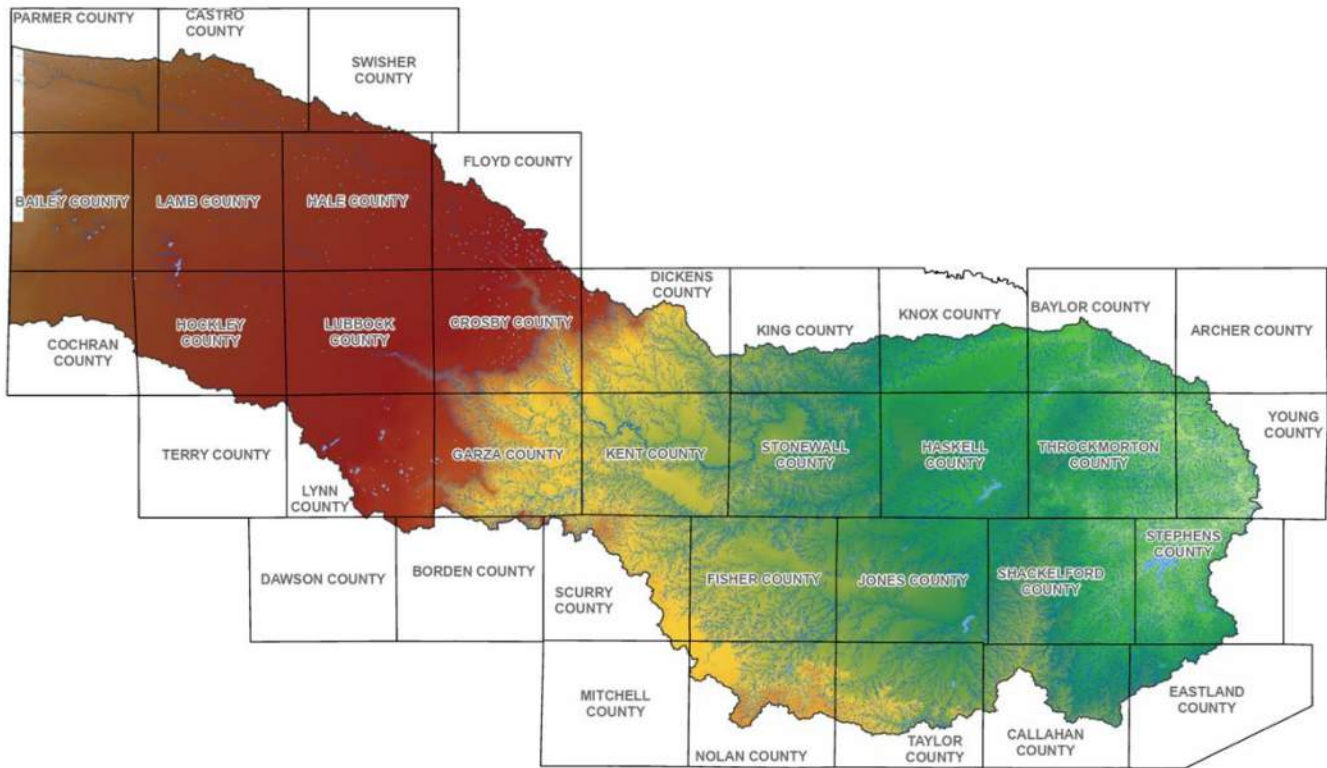 PARMER COUNTY
CASTRO
COUNTY
SWISHER
COUNTY
FLOYD COUNTY
BAILEY COUNTY
LAMB COUNTY
HALE COUNTY
DICKENS
COUNTY
KING COUNTY
KNOX COUNTY
BAYLOR COUNTY
ARCHER COUNTY
COCHRAN
COUNTY
HOCKLEY
COUNTY
LUBBOCK
COUNTY
CROSBY COUNTY
TERRY COUNTY
LYNN
COUNTY
GARZA COUNTY
KENT COUNTY
STONEWALL
COUNTY
HASKELL
COUNTY
THROCKMORTON
COUNTY
YOUNG
COUNTY
DAWSON COUNTY
BORDEN COUNTY
SCURRY
COUNTY
FISHER COUNTY
JONES COUNTY
SHACKELFORD
COUNTY
STEPHENS
COUNTY
MITCHELL
COUNTY
NOLAN COUNTY
TAYLOR
COUNTY
CALLAHAN
COUNTY
EASTLAND
COUNTY